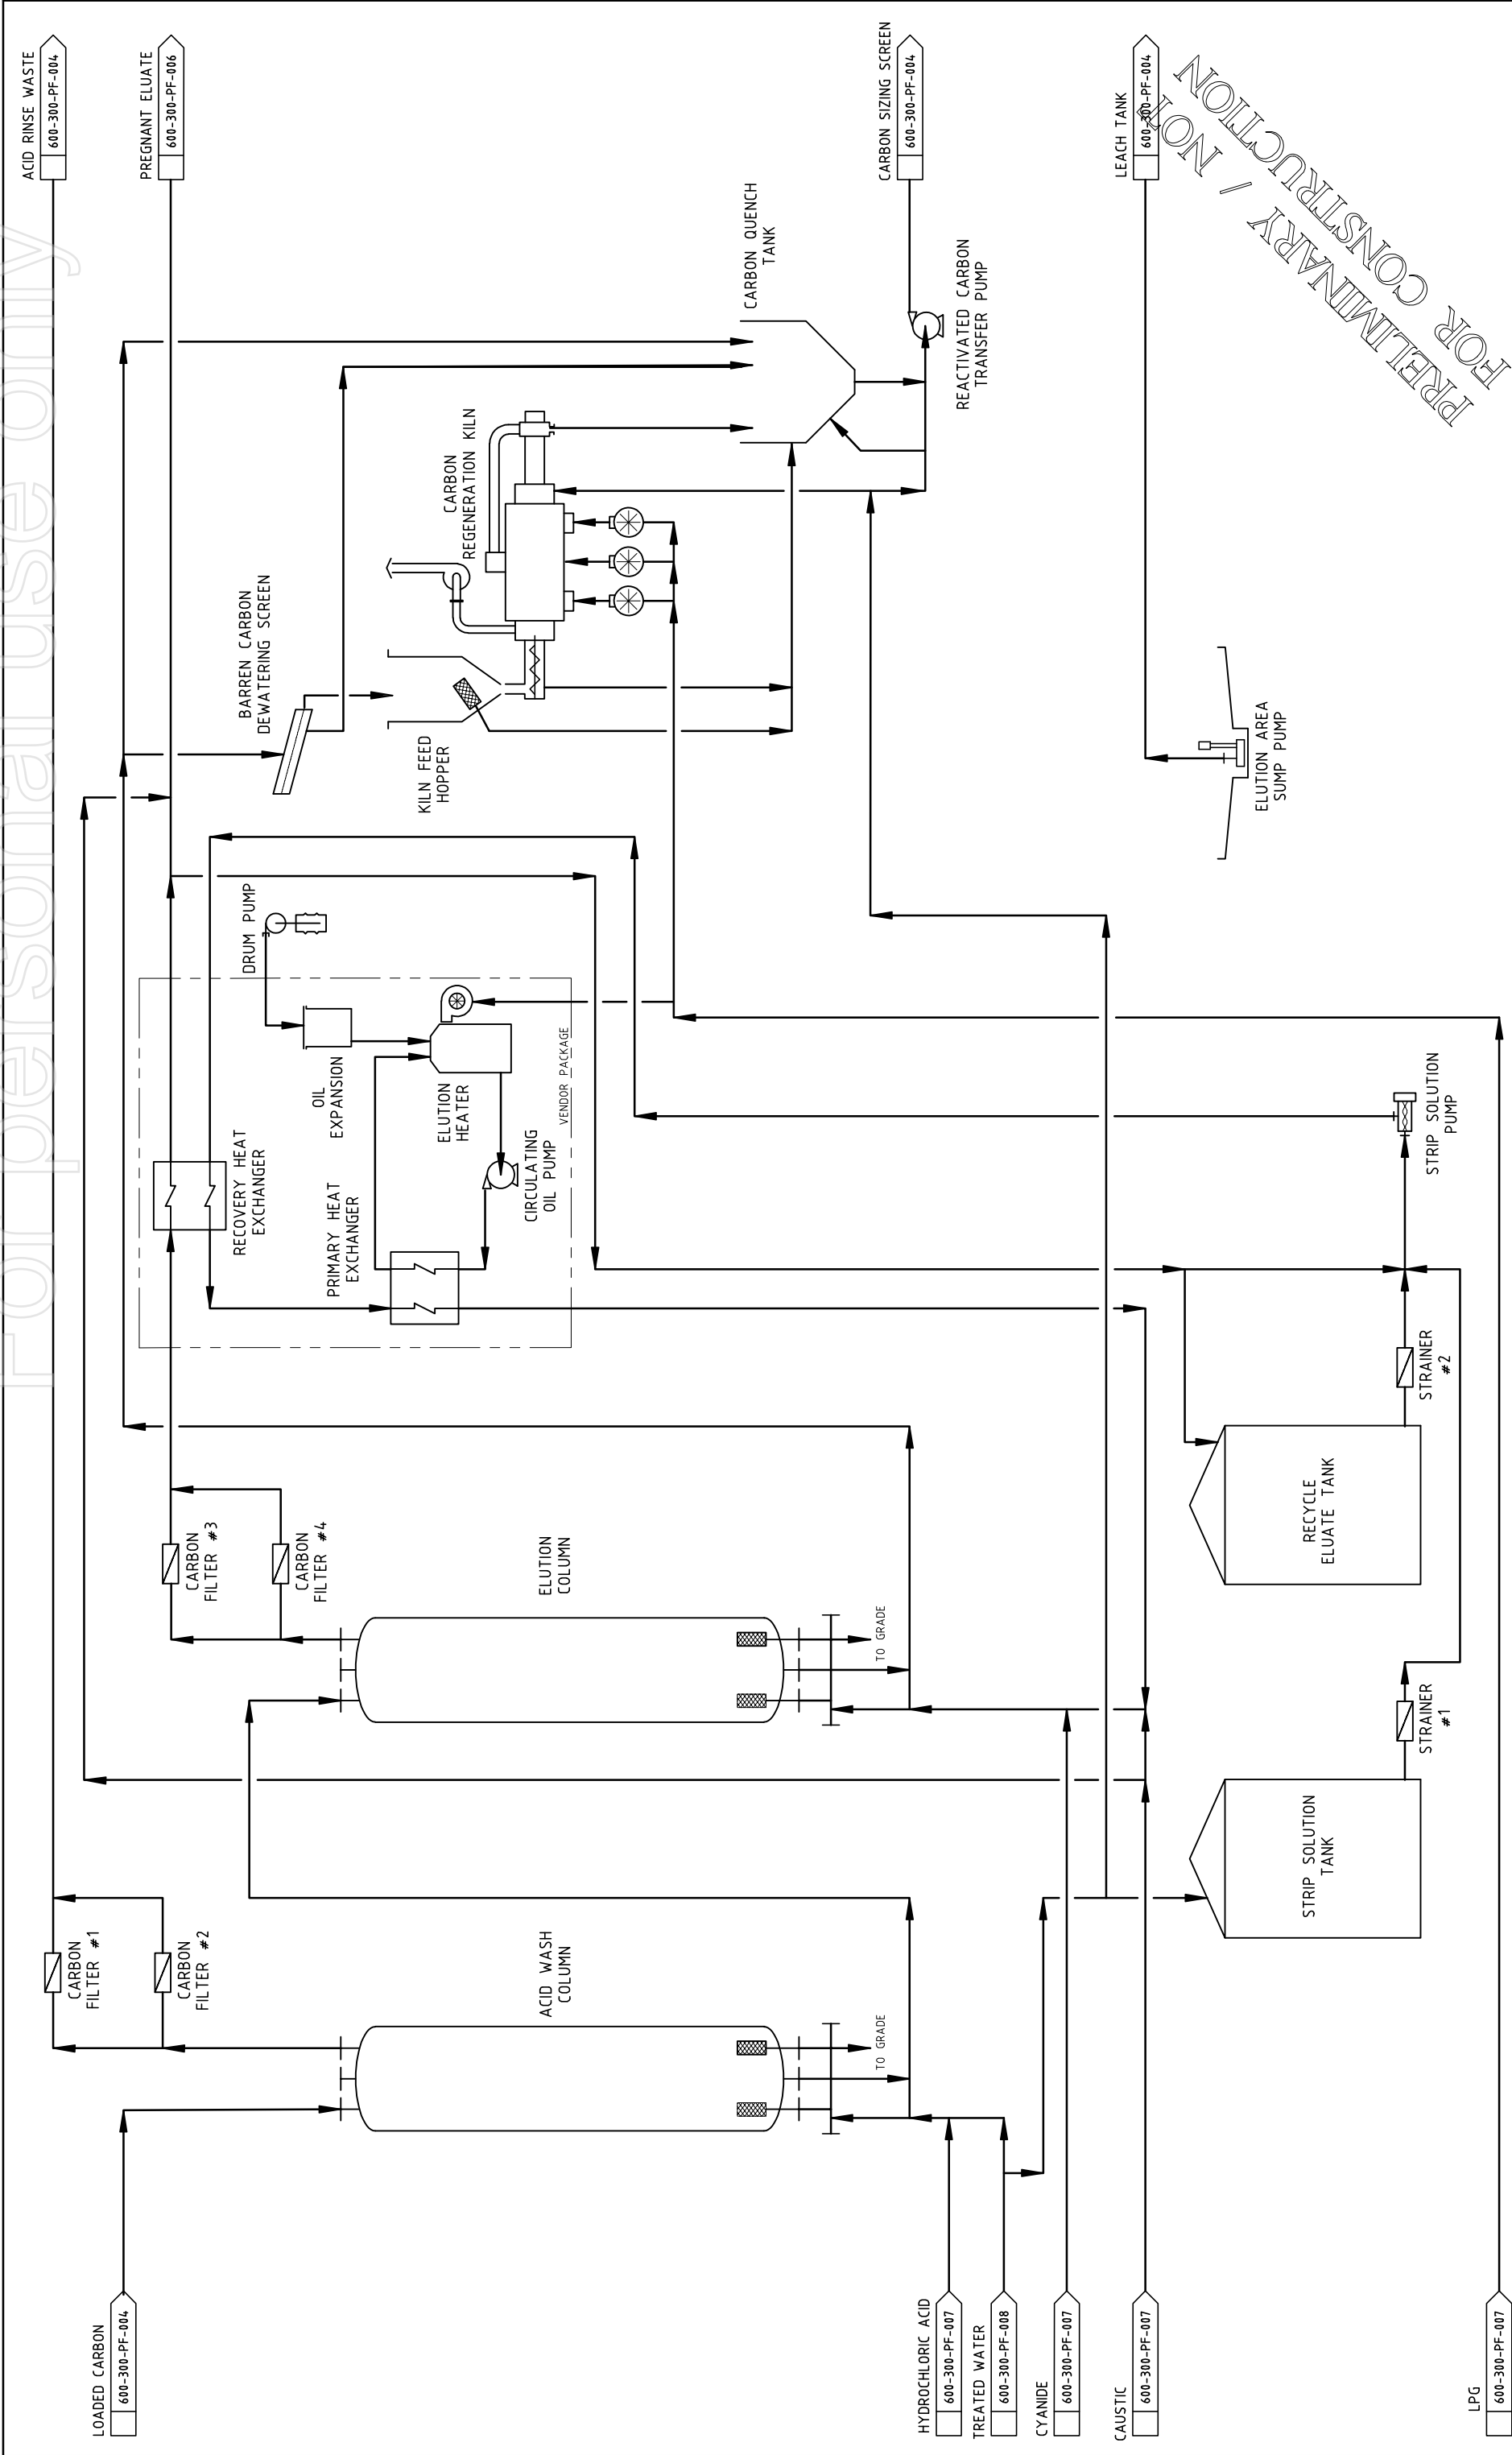 For personal use only
ACID RINSE WASTE
600-300-PF-004
PREGNANT ELUATE
600-300-PF-006
CARBON SIZING SCREEN
600-300-PF-004
LEACH TANK
600-300-PF-004
PRELIMINARY / NOT
FOR CONSTRUCTION
CARBON QUENCH
TANK
REACTIVATED CARBON
TRANSFER PUMP
CARBON
REGENERATION KILN
BARREN CARBON
DEWATERING SCREEN
KILN FEED
HOPPER
ELUTION AREA
SUMP PUMP
DRUM PUMP
OIL
EXPANSION
ELUTION
HEATER
VENDOR PACKAGE
RECOVERY HEAT
EXCHANGER
PRIMARY HEAT
EXCHANGER
CIRCULATING
OIL PUMP
STRIP SOLUTION
PUMP
STRAINER
#2
RECYCLE
ELUATE TANK
CARBON
FILTER #3
CARBON
FILTER #4
ELUTION
COLUMN
TO GRADE
STRAINER
#1
STRIP SOLUTION
TANK
CARBON
FILTER #1
CARBON
FILTER #2
ACID WASH
COLUMN
TO GRADE
LOADED CARBON
600-300-PF-004
HYDROCHLORIC ACID
600-300-PF-007
TREATED WATER
600-300-PF-008
CYANIDE
600-300-PF-007
CAUSTIC
600-300-PF-007
LPG
600-300-PF-007